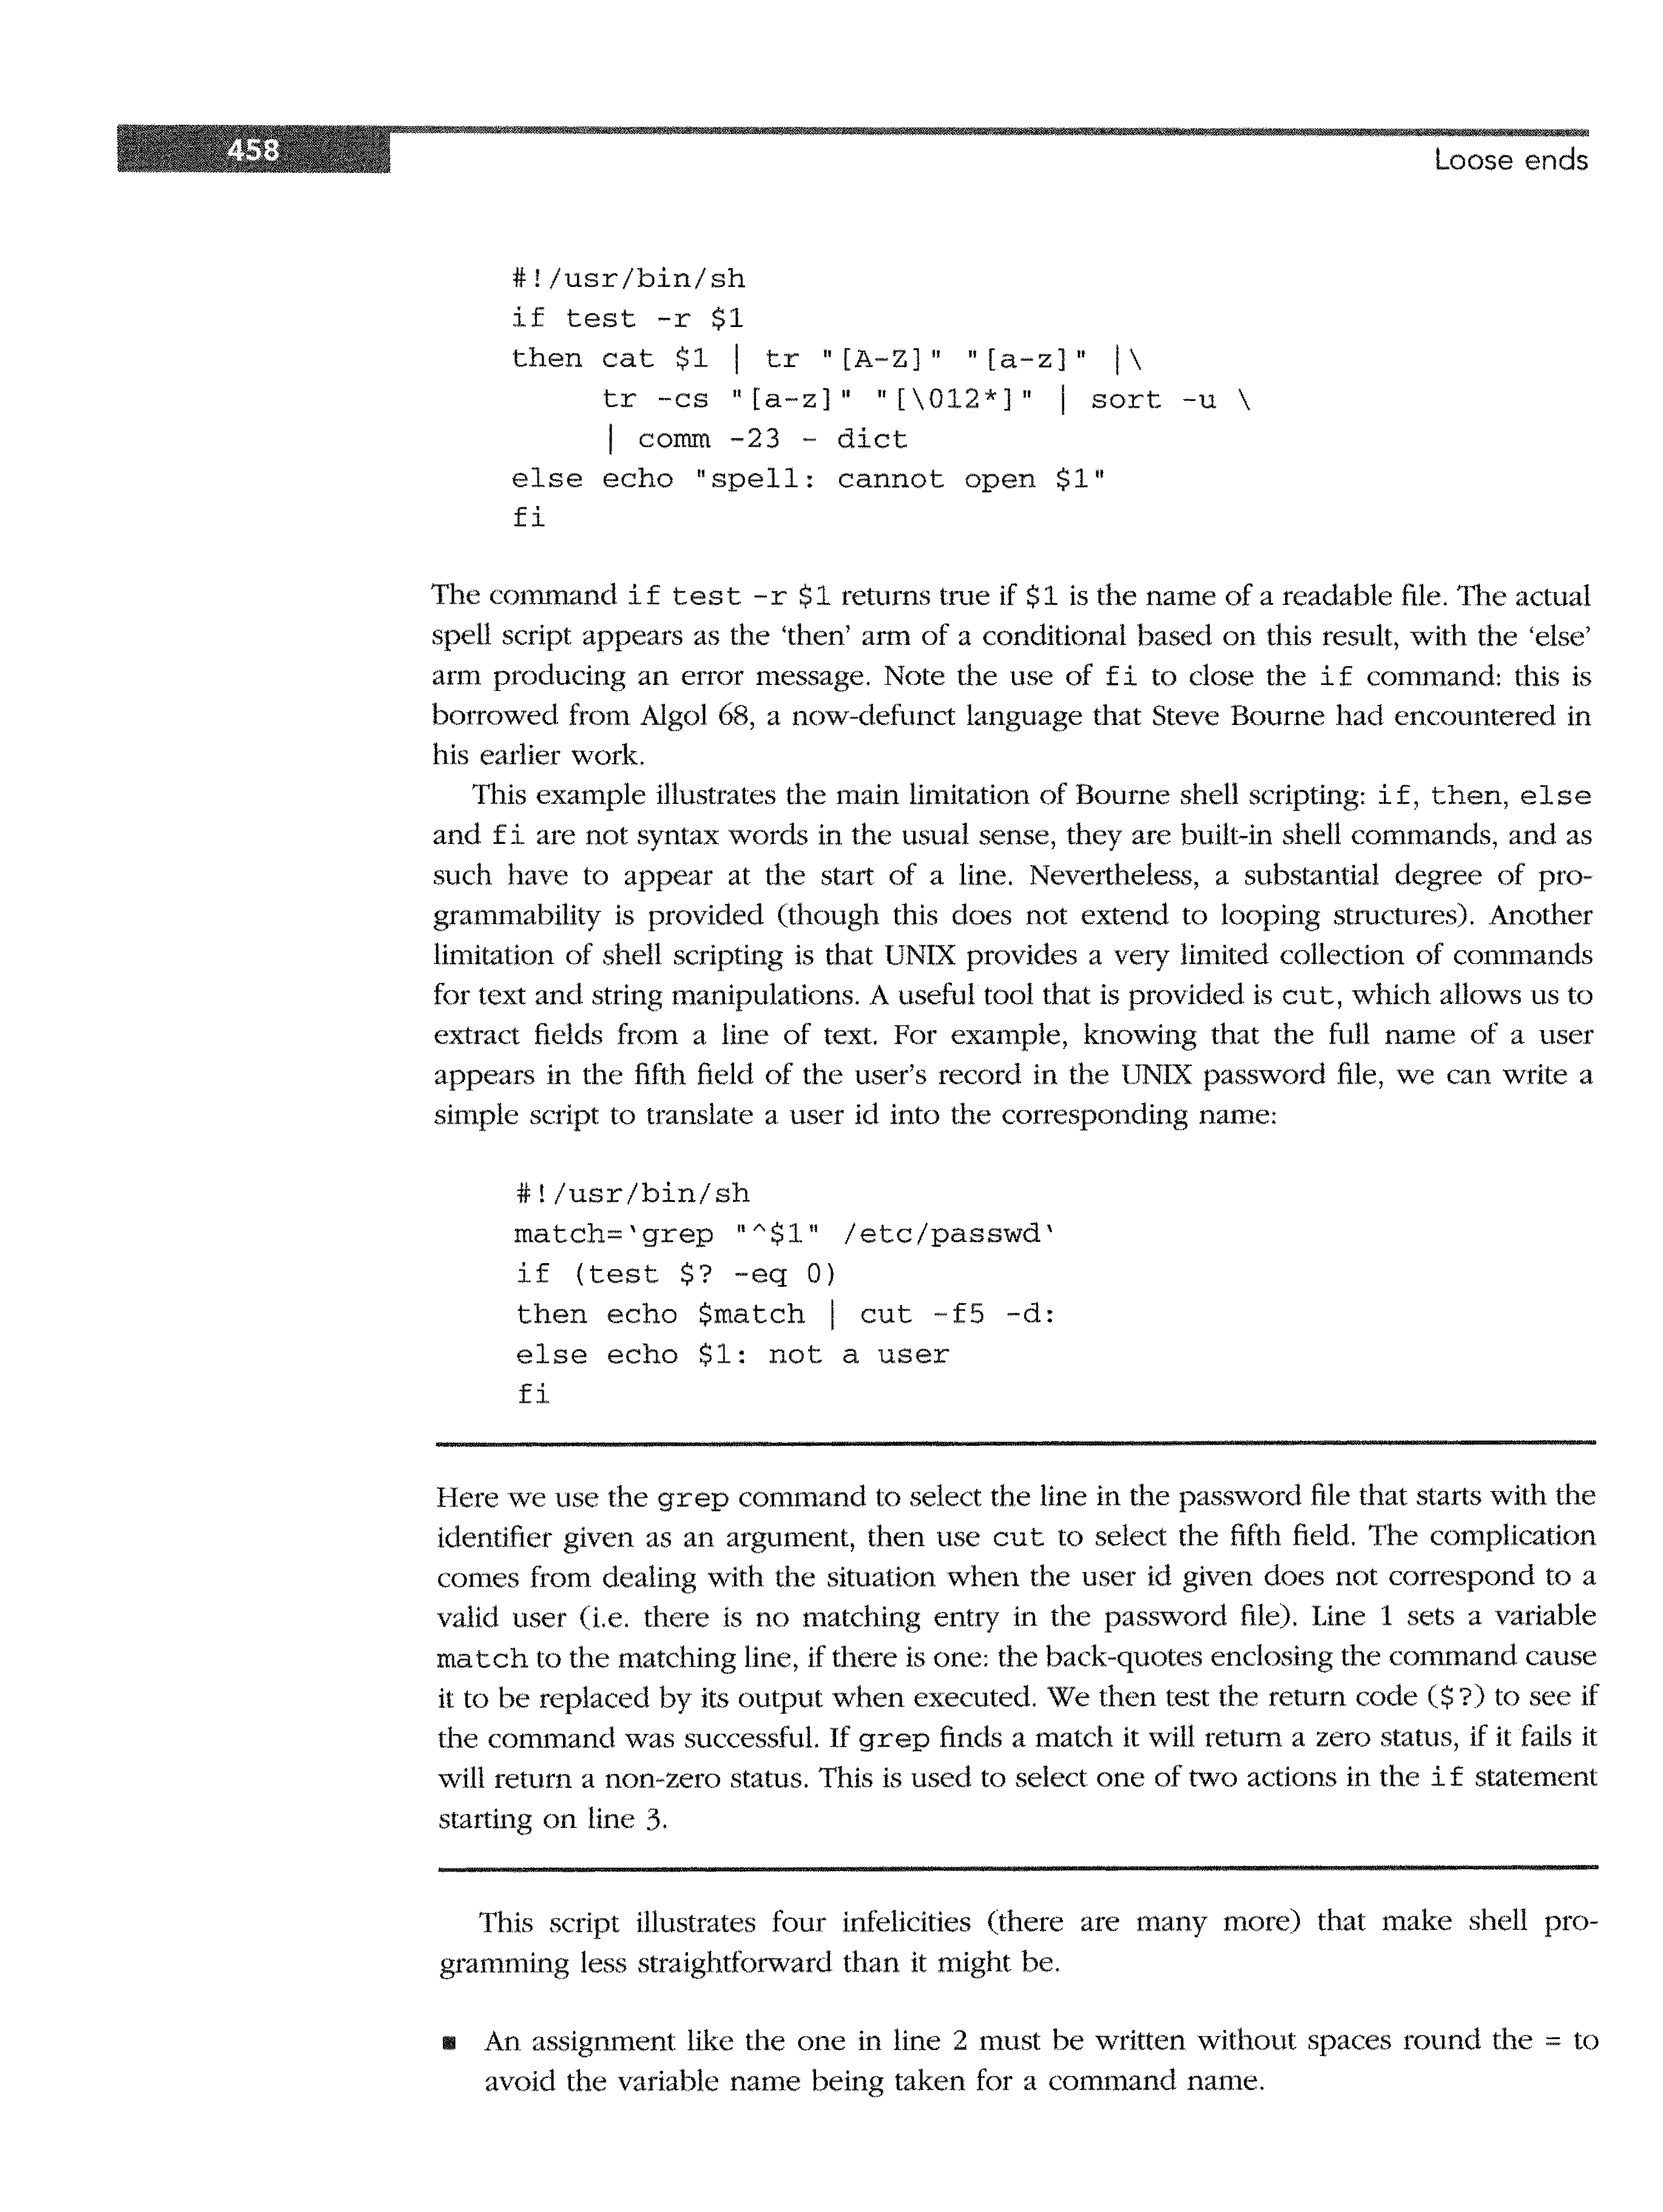 458
Loose ends
#!/usr/bin/sh
if test -r $1
then cat $1 | tr "[A-Z]" "[a-z]" |\
     tr -cs "[a-z]" "[\012*]" | sort -u \
     | comm -23 - dict
else echo "spell: cannot open $1"
fi
The command if test -r $1 returns true if $1 is the name of a readable file. The actual
spell script appears as the ‘then’ arm of a conditional based on this result, with the ‘else’
arm producing an error message. Note the use of fi to close the if command: this is
borrowed from Algol 68, a now-defunct language that Steve Bourne had encountered in
his earlier work.
This example illustrates the main limitation of Bourne shell scripting: if, then, else
and fi are not syntax words in the usual sense, they are built-in shell commands, and as
such have to appear at the start of a line. Nevertheless, a substantial degree of pro-
grammability is provided (though this does not extend to looping structures). Another
limitation of shell scripting is that UNIX provides a very limited collection of commands
for text and string manipulations. A useful tool that is provided is cut, which allows us to
extract fields from a line of text. For example, knowing that the full name of a user
appears in the fifth field of the user's record in the UNIX password file, we can write a
simple script to translate a user id into the corresponding name:
#!/usr/bin/sh
match=‵grep "^$1" /etc/passwd‵
if (test $? -eq 0)
then echo $match | cut -f5 -d:
else echo $1: not a user
fi
Here we use the grep command to select the line in the password file that starts with the
identifier given as an argument, then use cut to select the fifth field. The complication
comes from dealing with the situation when the user id given does not correspond to a
valid user (i.e. there is no matching entry in the password file). Line 1 sets a variable
match to the matching line, if there is one: the back-quotes enclosing the command cause
it to be replaced by its output when executed. We then test the return code ($?) to see if
the command was successful. If grep finds a match it will return a zero status, if it fails it
will return a non-zero status. This is used to select one of two actions in the if statement
starting on line 3.
This script illustrates four infelicities (there are many more) that make shell pro-
gramming less straightforward than it might be.
■ An assignment like the one in line 2 must be written without spaces round the = to
avoid the variable name being taken for a command name.